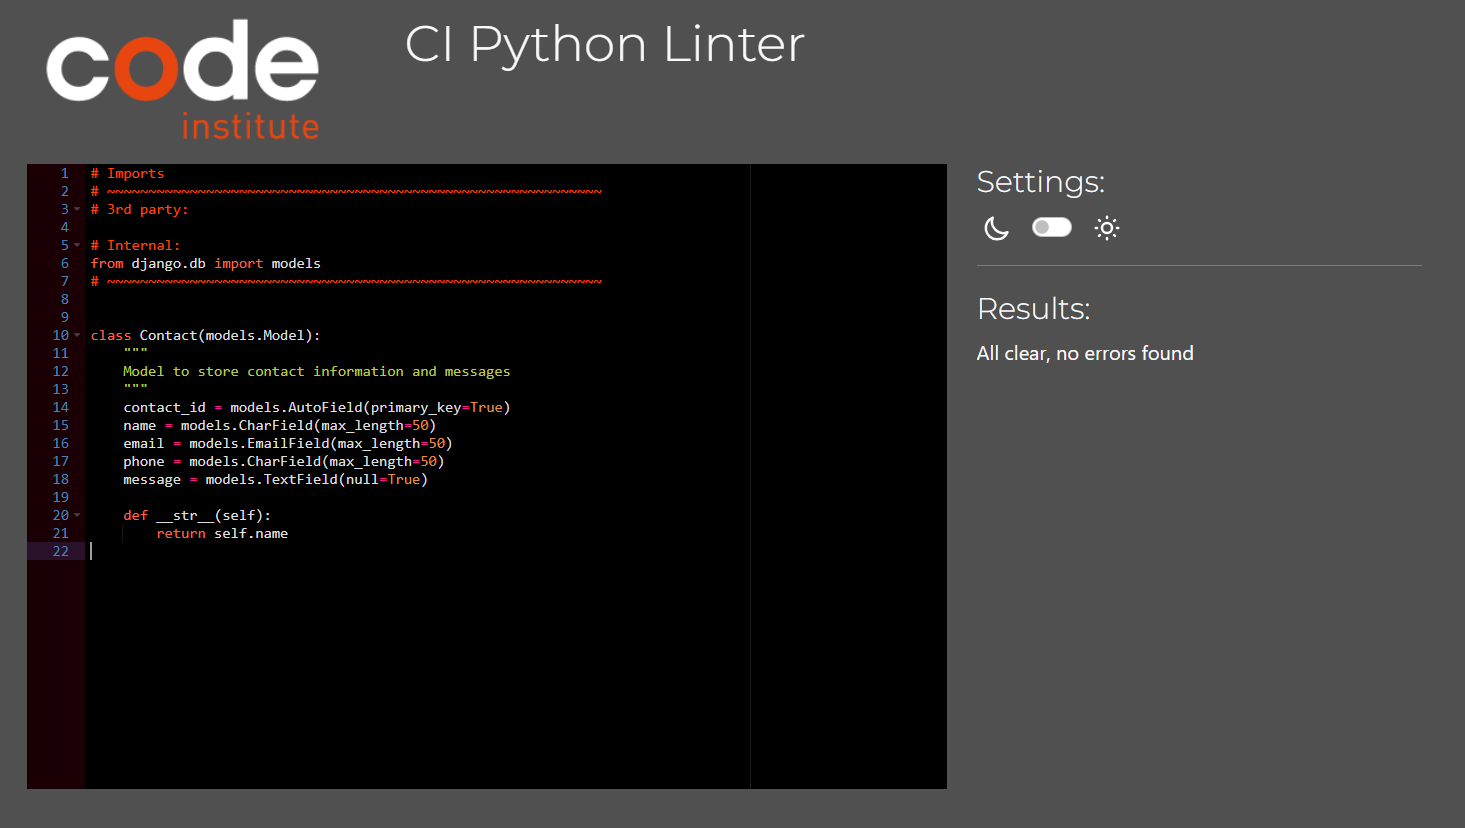 code
institute
CI Python Linter
1 # Imports
2 # ~~~~~~~~~~~~~~~~~~~~~~~~~~~~~~~~~~~~~~~~~~~~~~~~~~~~~~~~~~~~
3 # 3rd party:
4
5 # Internal:
6 from django.db import models
7 # ~~~~~~~~~~~~~~~~~~~~~~~~~~~~~~~~~~~~~~~~~~~~~~~~~~~~~~~~~~~~
8
9
10 class Contact(models.Model):
11     """
12     Model to store contact information and messages
13     """
14     contact_id = models.AutoField(primary_key=True)
15     name = models.CharField(max_length=50)
16     email = models.EmailField(max_length=50)
17     phone = models.CharField(max_length=50)
18     message = models.TextField(null=True)
19
20     def __str__(self):
21         return self.name
22
Settings:
Results:
All clear, no errors found